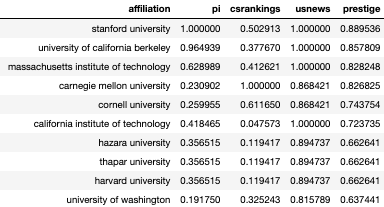 affiliation pi csrankings usnews prestige
stanford university 1.000000 0.502913 1.000000 0.889536
university of california berkeley 0.964939 0.377670 1.000000 0.857809
massachusetts institute of technology 0.628989 0.412621 1.000000 0.828248
carnegie mellon university 0.230902 1.000000 0.868421 0.826825
cornell university 0.259955 0.611650 0.868421 0.743754
california institute of technology 0.418465 0.047573 1.000000 0.723735
hazara university 0.356515 0.119417 0.894737 0.662641
thapar university 0.356515 0.119417 0.894737 0.662641
harvard university 0.356515 0.119417 0.894737 0.662641
university of washington 0.191750 0.325243 0.815789 0.637441